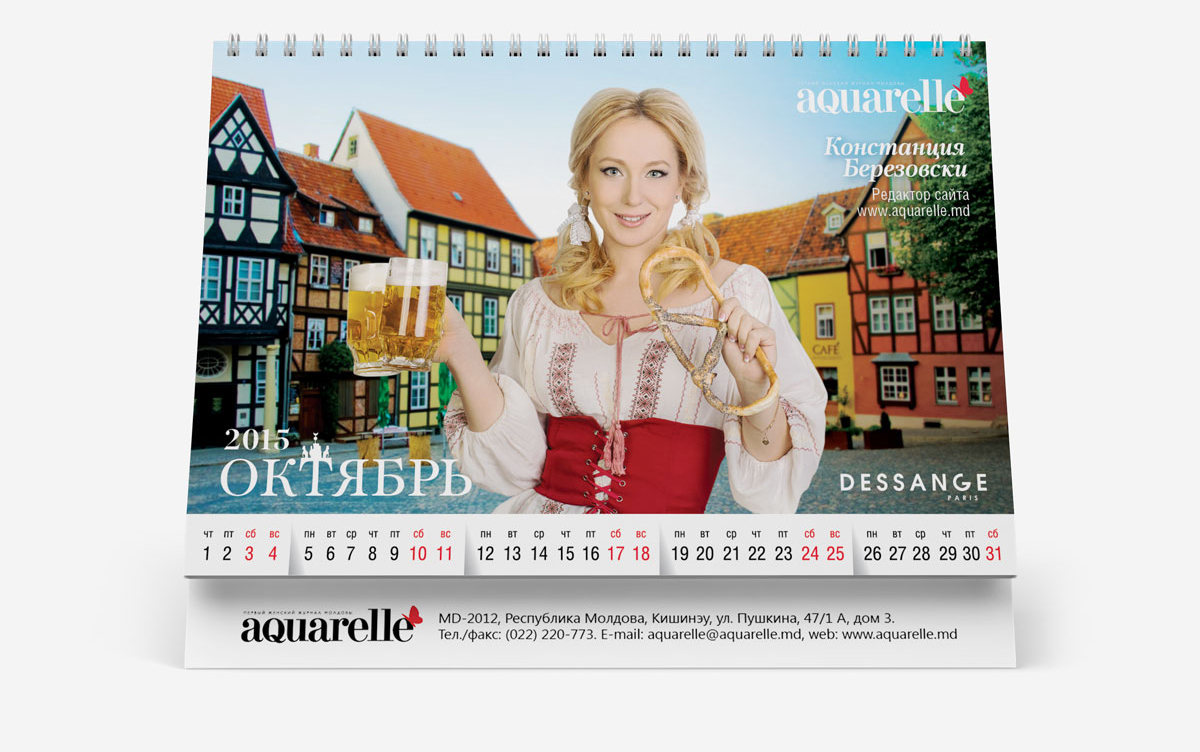 ПЕРВЫЙ ЖЕНСКИЙ ЖУРНАЛ МОЛДОВЫ
aquarelle
Констанция
Березовски
Редактор сайта
www.aquarelle.md
CAFÉ
2015
ОКТЯБРЬ
DESSANGE
PARIS
чт пт сб вс пн вт ср чт пт сб вс пн вт ср чт пт сб вс пн вт ср чт пт сб вс пн вт ср чт пт сб
1 2 3 4 5 6 7 8 9 10 11 12 13 14 15 16 17 18 19 20 21 22 23 24 25 26 27 28 29 30 31
ПЕРВЫЙ ЖЕНСКИЙ ЖУРНАЛ МОЛДОВЫ
aquarelle
MD-2012, Республика Молдова, Кишинэу, ул. Пушкина, 47/1 А, дом 3.
Тел./факс: (022) 220-773. E-mail: aquarelle@aquarelle.md, web: www.aquarelle.md